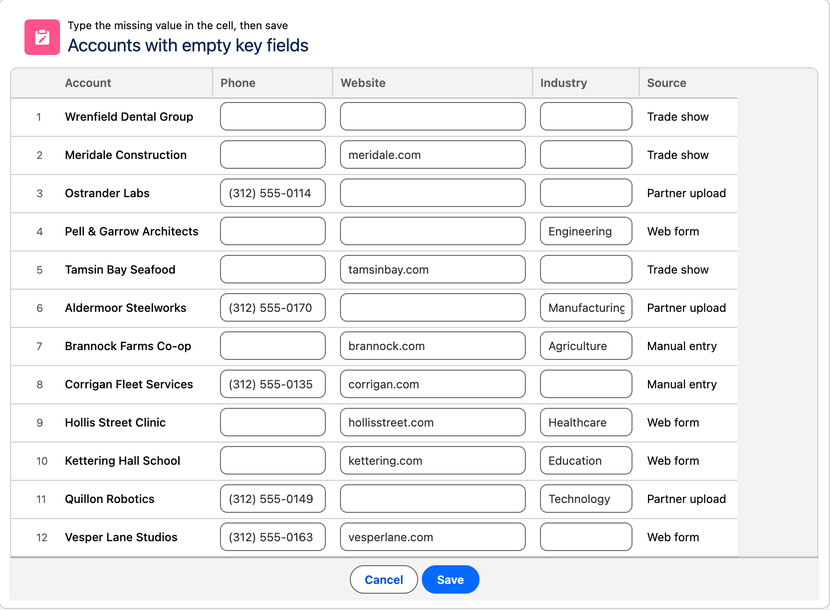 Type the missing value in the cell, then save
Accounts with empty key fields
Account Phone Website Industry Source
1 Wrenfield Dental Group Trade show
2 Meridale Construction meridale.com Trade show
3 Ostrander Labs (312) 555-0114 Partner upload
4 Pell & Garrow Architects Engineering Web form
5 Tamsin Bay Seafood tamsinbay.com Trade show
6 Aldermoor Steelworks (312) 555-0170 Manufacturing Partner upload
7 Brannock Farms Co-op brannock.com Agriculture Manual entry
8 Corrigan Fleet Services (312) 555-0135 corrigan.com Manual entry
9 Hollis Street Clinic hollisstreet.com Healthcare Web form
10 Kettering Hall School kettering.com Education Web form
11 Quillon Robotics (312) 555-0149 Technology Partner upload
12 Vesper Lane Studios (312) 555-0163 vesperlane.com Web form
Cancel Save